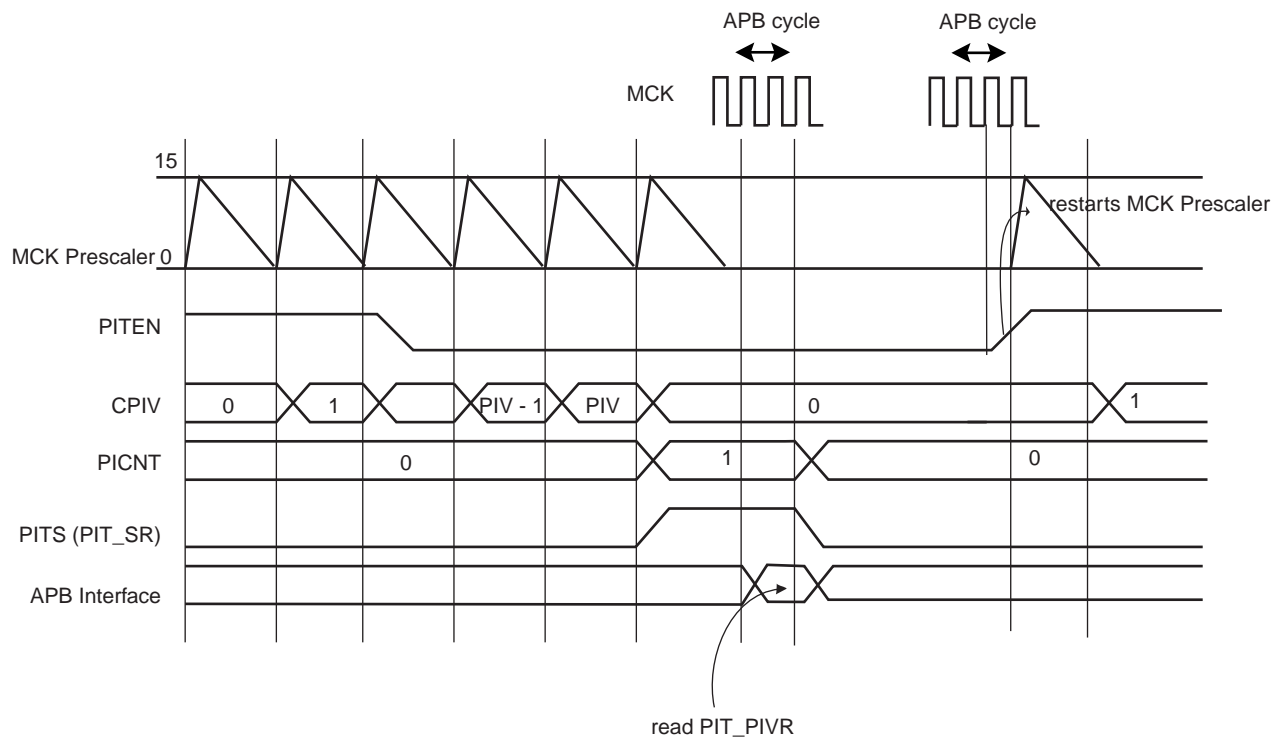 APB cycle
APB cycle
MCK
15
restarts MCK Prescaler
MCK Prescaler 0
PITEN
CPIV
0
1
PIV - 1
PIV
0
1
PICNT
0
1
0
PITS (PIT_SR)
APB Interface
read PIT_PIVR